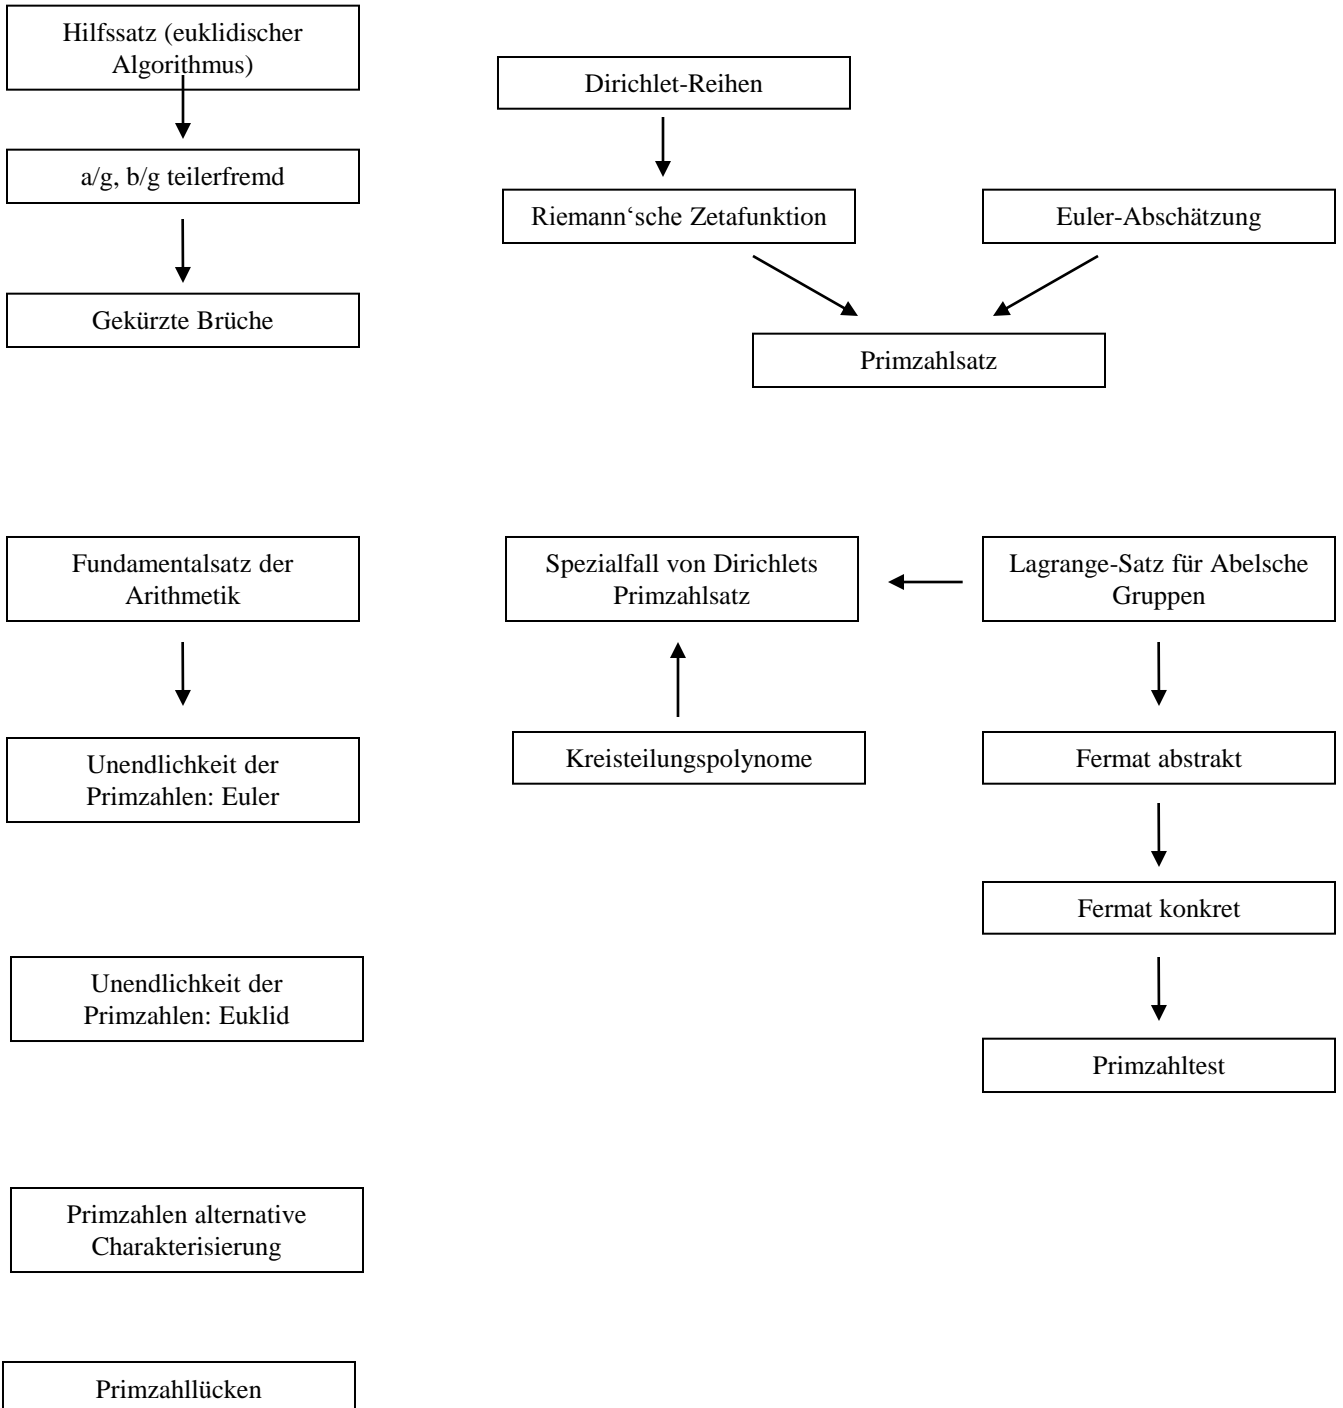 Hilfssatz (euklidischer
Algorithmus)
Dirichlet-Reihen
a/g, b/g teilerfremd
Riemann‘sche Zetafunktion
Euler-Abschätzung
Gekürzte Brüche
Primzahlsatz
Fundamentalsatz der
Arithmetik
Spezialfall von Dirichlets
Primzahlsatz
Lagrange-Satz für Abelsche
Gruppen
Unendlichkeit der
Primzahlen: Euler
Kreisteilungspolynome
Fermat abstrakt
Fermat konkret
Unendlichkeit der
Primzahlen: Euklid
Primzahltest
Primzahlen alternative
Charakterisierung
Primzahllücken